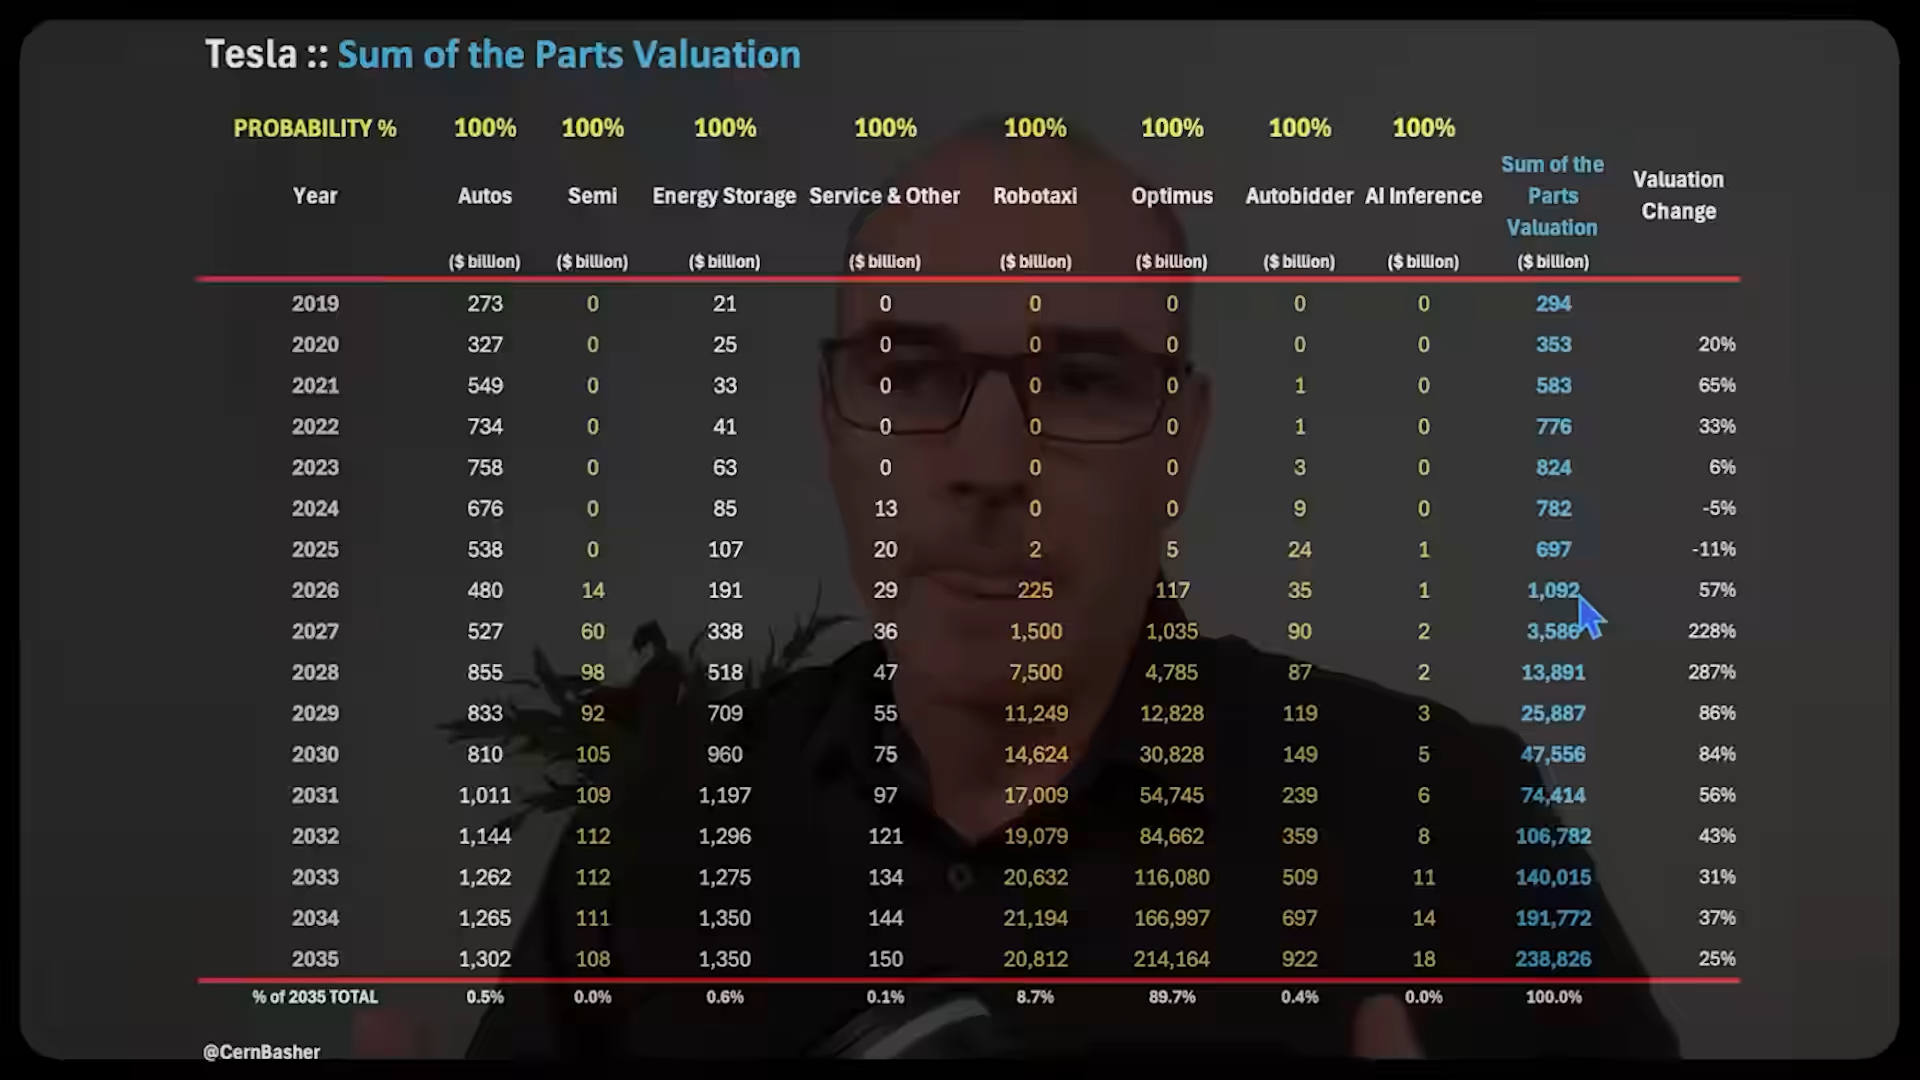 Tesla :: Sum of the Parts Valuation
PROBABILITY % 100% 100% 100% 100% 100% 100% 100% 100%
Year Autos Semi Energy Storage Service & Other Robotaxi Optimus Autobidder AI Inference Sum of the Parts Valuation Valuation Change
($ billion) ($ billion) ($ billion) ($ billion) ($ billion) ($ billion) ($ billion) ($ billion) ($ billion)
2019 273 0 21 0 0 0 0 0 294
2020 327 0 25 0 0 0 0 0 353 20%
2021 549 0 33 0 0 0 1 0 583 65%
2022 734 0 41 0 0 0 1 0 776 33%
2023 758 0 63 0 0 0 3 0 824 6%
2024 676 0 85 13 0 0 9 0 782 -5%
2025 538 0 107 20 2 5 24 1 697 -11%
2026 480 14 191 29 225 117 35 1 1,092 57%
2027 527 60 338 36 1,500 1,035 90 2 3,586 228%
2028 855 98 518 47 7,500 4,785 87 2 13,891 287%
2029 833 92 709 55 11,249 12,828 119 3 25,887 86%
2030 810 105 960 75 14,624 30,828 149 5 47,556 84%
2031 1,011 109 1,197 97 17,009 54,745 239 6 74,414 56%
2032 1,144 112 1,296 121 19,079 84,662 359 8 106,782 43%
2033 1,262 112 1,275 134 20,632 116,080 509 11 140,015 31%
2034 1,265 111 1,350 144 21,194 166,997 697 14 191,772 37%
2035 1,302 108 1,350 150 20,812 214,164 922 18 238,826 25%
% of 2035 TOTAL 0.5% 0.0% 0.6% 0.1% 8.7% 89.7% 0.4% 0.0% 100.0%
@CernBasher